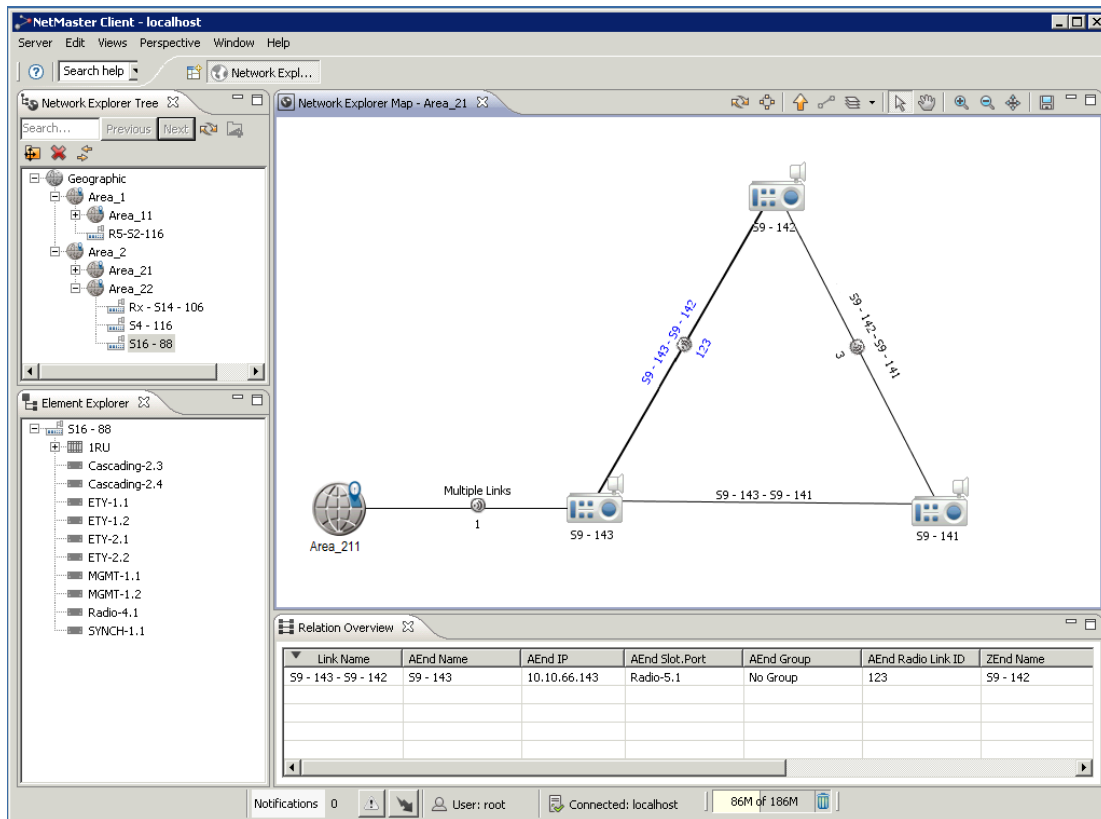 NetMaster Client - localhost
Server Edit Views Perspective Window Help
Search help Network Expl...
Network Explorer Tree
Search... Previous Next
Geographic
Area_1
Area_11
R5-S2-116
Area_2
Area_21
Area_22
Rx - S14 - 106
S4 - 116
S16 - 88
Element Explorer
S16 - 88
1RU
Cascading-2.3
Cascading-2.4
ETY-1.1
ETY-1.2
ETY-2.1
ETY-2.2
MGMT-1.1
MGMT-1.2
Radio-4.1
SYNCH-1.1
Network Explorer Map - Area_21
S9 - 142
S9 - 143 - S9 - 142
123
S9 - 142 - S9 - 141
3
Multiple Links
1
S9 - 143 - S9 - 141
Area_211
S9 - 143
S9 - 141
Relation Overview
Link Name AEnd Name AEnd IP AEnd Slot.Port AEnd Group AEnd Radio Link ID ZEnd Name
S9 - 143 - S9 - 142 S9 - 143 10.10.66.143 Radio-5.1 No Group 123 S9 - 142
Notifications 0 User: root Connected: localhost 86M of 186M